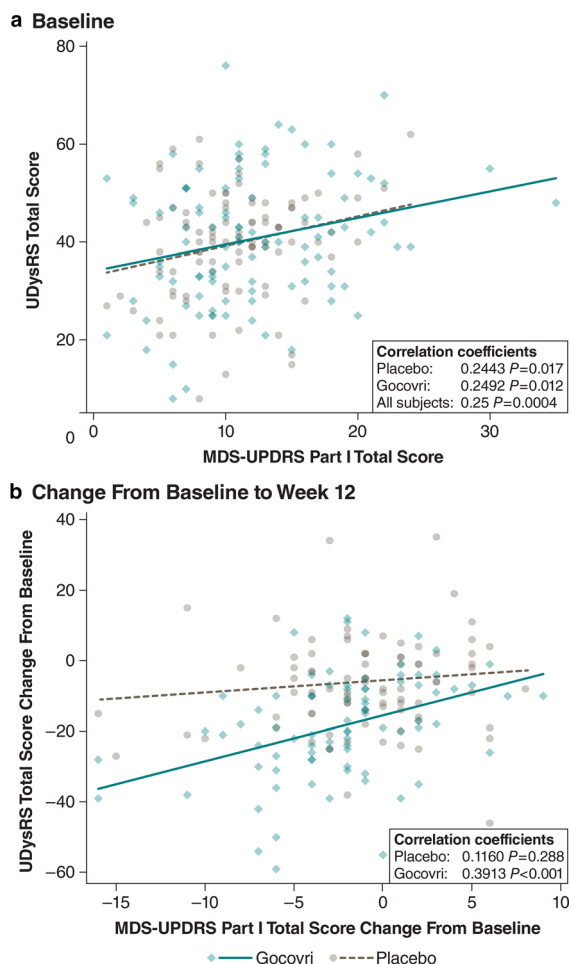 a Baseline
80
60
40
20
0
UDysRS Total Score
0 10 20 30
MDS-UPDRS Part I Total Score
Correlation coefficients
Placebo: 0.2443 P=0.017
Gocovri: 0.2492 P=0.012
All subjects: 0.25 P=0.0004
b Change From Baseline to Week 12
40
20
0
−20
−40
−60
UDysRS Total Score Change From Baseline
−15 −10 −5 0 5 10
MDS-UPDRS Part I Total Score Change From Baseline
Correlation coefficients
Placebo: 0.1160 P=0.288
Gocovri: 0.3913 P<0.001
Gocovri Placebo